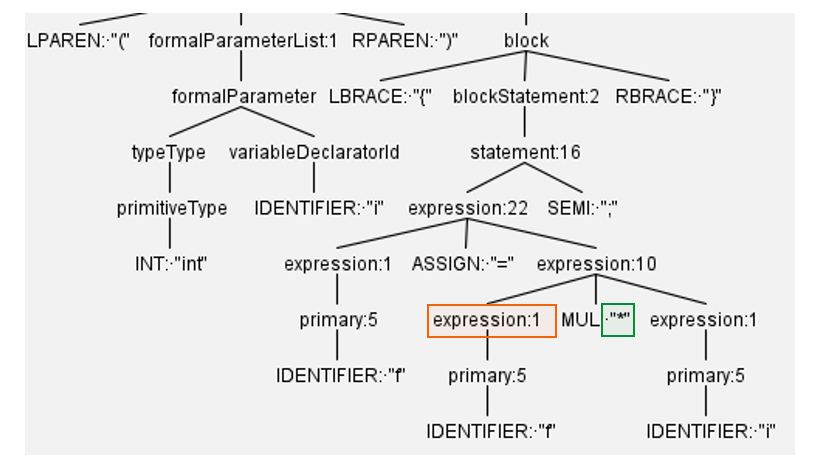 LPAREN:·"(" formalParameterList:1 RPAREN:·")" block
formalParameter LBRACE:·"{" blockStatement:2 RBRACE:·"}"
typeType variableDeclaratorId statement:16
primitiveType IDENTIFIER:·"i" expression:22 SEMI:·";"
INT:·"int" expression:1 ASSIGN:·"=" expression:10
primary:5 expression:1 MUL:·"*" expression:1
IDENTIFIER:·"f" primary:5 primary:5
IDENTIFIER:·"f" IDENTIFIER:·"i"